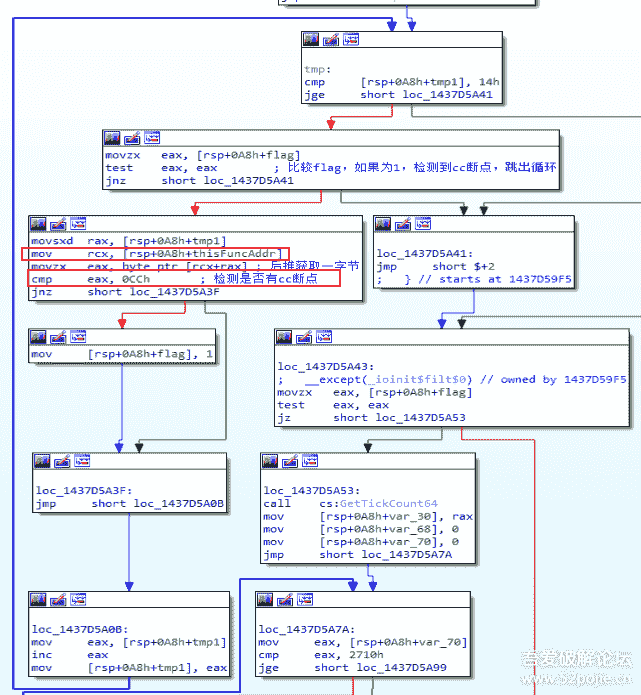 tmp:
cmp [rsp+0A8h+tmp1], 14h
jge short loc_1437D5A41
movzx eax, [rsp+0A8h+flag]
test eax, eax ; 比较flag，如果为1，检测到cc断点，跳出循环
jnz short loc_1437D5A41
movsxd rax, [rsp+0A8h+tmp1]
mov rcx, [rsp+0A8h+thisFuncAddr]
movzx eax, byte ptr [rcx+rax] ; 后推获取一字节
cmp eax, 0CCh ; 检测是否有cc断点
jnz short loc_1437D5A3F
loc_1437D5A41:
jmp short $+2
; } // starts at 1437D59F5
mov [rsp+0A8h+flag], 1
loc_1437D5A43:
; __except(_ioinit$filt$0) // owned by 1437D59F5
movzx eax, [rsp+0A8h+flag]
test eax, eax
jz short loc_1437D5A53
loc_1437D5A3F:
jmp short loc_1437D5A0B
loc_1437D5A53:
call cs:GetTickCount64
mov [rsp+0A8h+var_30], rax
mov [rsp+0A8h+var_68], 0
mov [rsp+0A8h+var_70], 0
jmp short loc_1437D5A7A
loc_1437D5A0B:
mov eax, [rsp+0A8h+tmp1]
inc eax
mov [rsp+0A8h+tmp1], eax
loc_1437D5A7A:
mov eax, [rsp+0A8h+var_70]
cmp eax, 2710h
jge short loc_1437D5A99
吾爱破解论坛
www.52pojie.cn